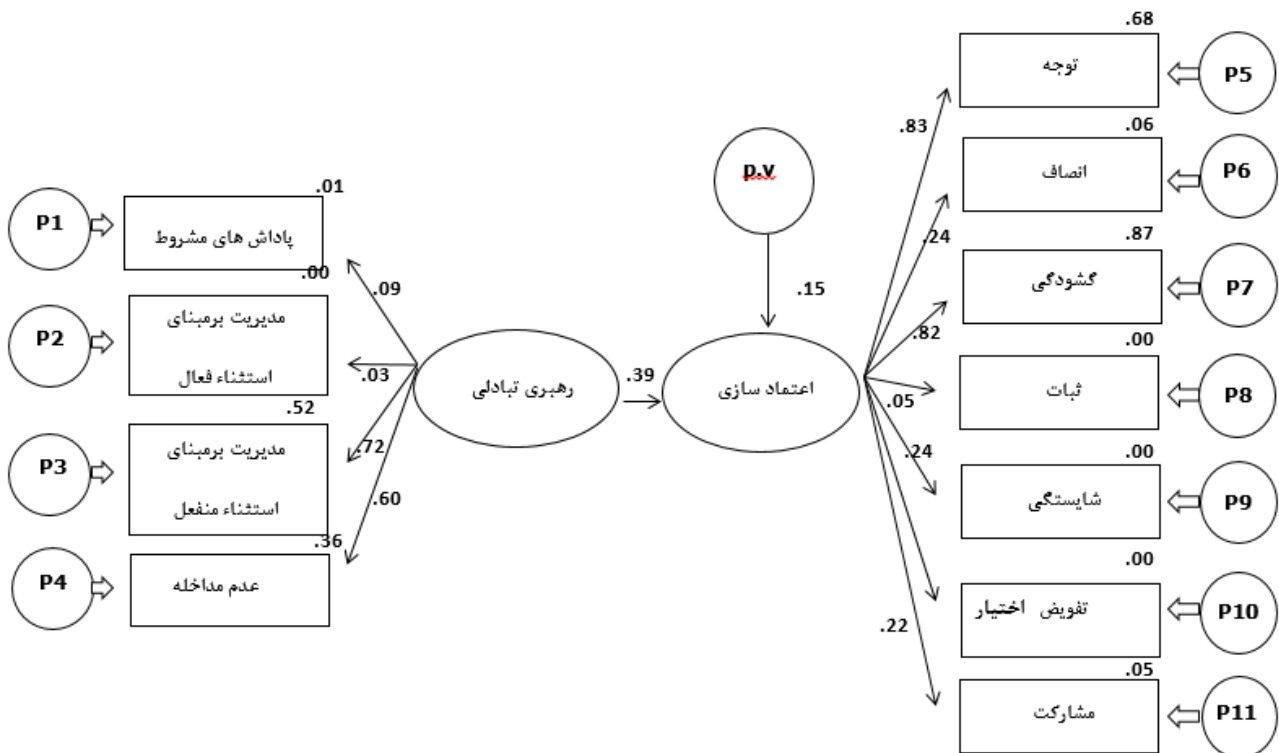 .68
توجه
P5
.83
.06
انصاف
P6
p.v
.24
.87
گشودگی
P7
.01
P1
پاداش های مشروط
.00
.09
.15
.82
P2
مدیریت برمبنای
استثناء فعال
.03
رهبری تبادلی
.39
اعتماد سازی
.00
ثبات
P8
.05
.52
P3
مدیریت برمبنای
استثناء منفعل
.72
.60
.24
.00
شایستگی
P9
.36
P4
عدم مداخله
.00
تفویض اختیار
P10
.22
.05
مشارکت
P11